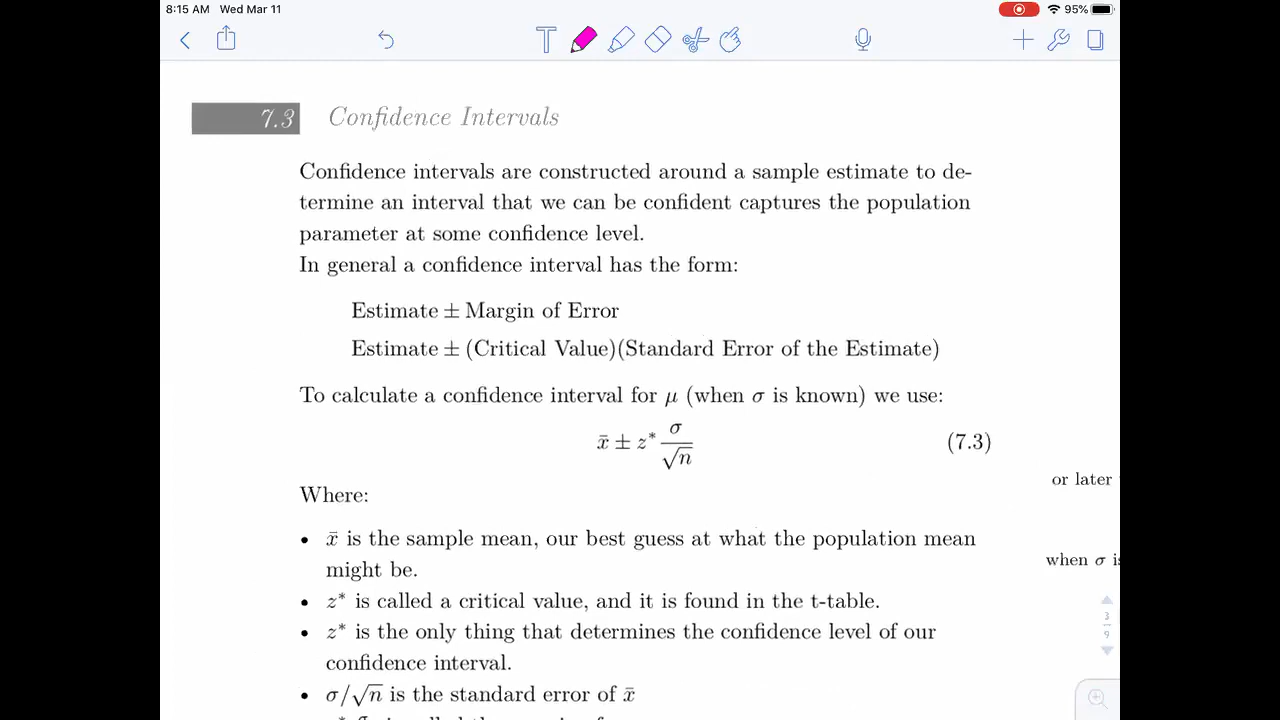 8:15 AM Wed Mar 11
95%
T
7.3 Confidence Intervals
Confidence intervals are constructed around a sample estimate to de-
termine an interval that we can be confident captures the population
parameter at some confidence level.
In general a confidence interval has the form:
Estimate ± Margin of Error
Estimate ± (Critical Value)(Standard Error of the Estimate)
To calculate a confidence interval for μ (when σ is known) we use:
x̄ ± z* σ/√n (7.3)
or later
Where:
• x̄ is the sample mean, our best guess at what the population mean
might be.
when σ
• z* is called a critical value, and it is found in the t-table.
• z* is the only thing that determines the confidence level of our
confidence interval.
• σ/√n is the standard error of x̄
3
9